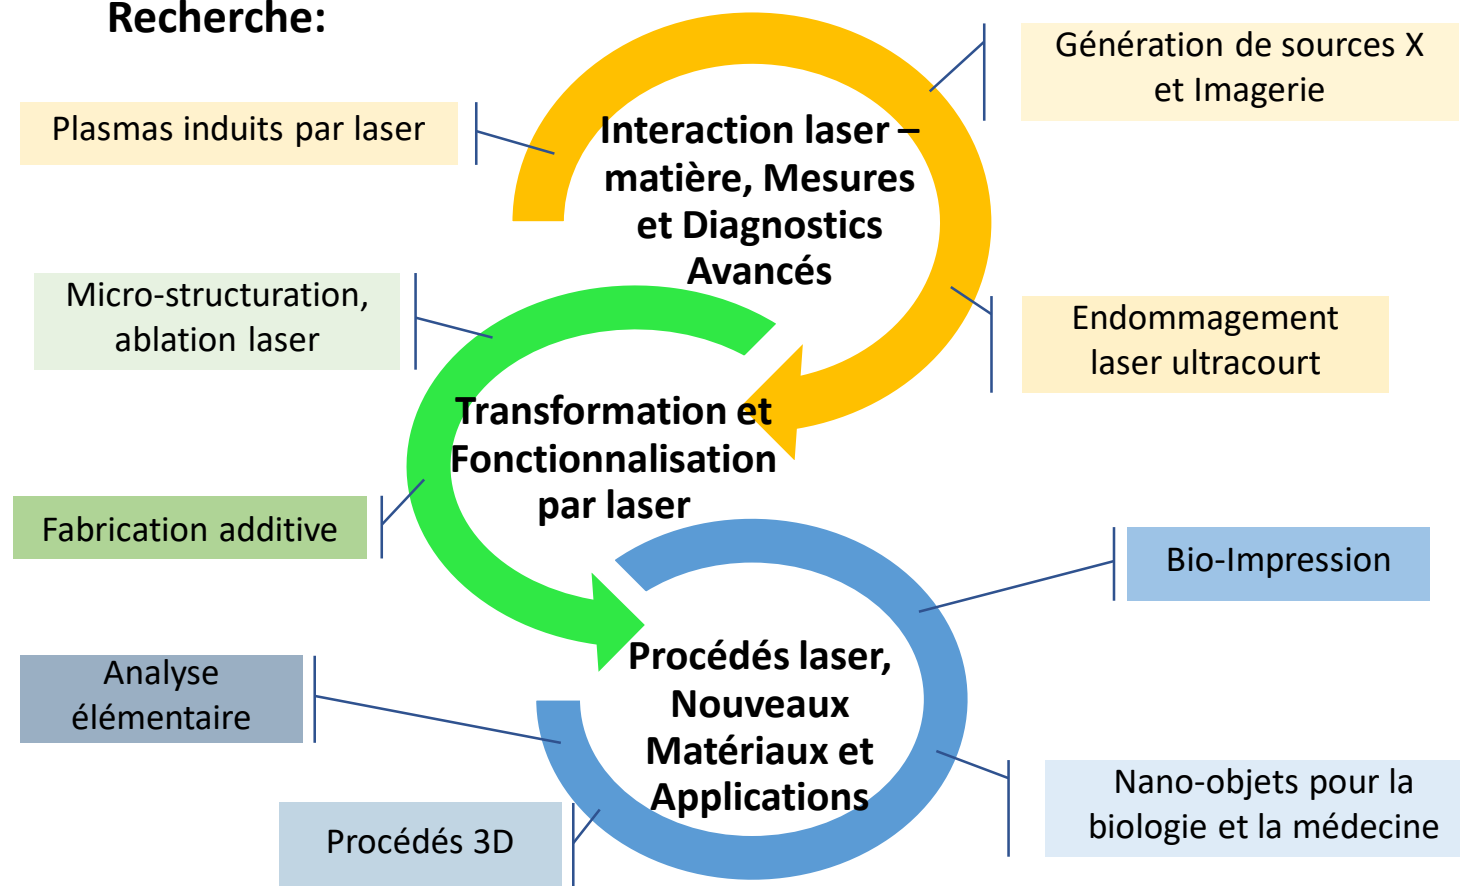 Recherche:
Génération de sources X
et Imagerie
Plasmas induits par laser
Interaction laser –
matière, Mesures
et Diagnostics
Avancés
Micro-structuration,
ablation laser
Endommagement
laser ultracourt
Transformation et
Fonctionnalisation
par laser
Fabrication additive
Bio-Impression
Analyse
élémentaire
Procédés laser,
Nouveaux
Matériaux et
Applications
Nano-objets pour la
biologie et la médecine
Procédés 3D